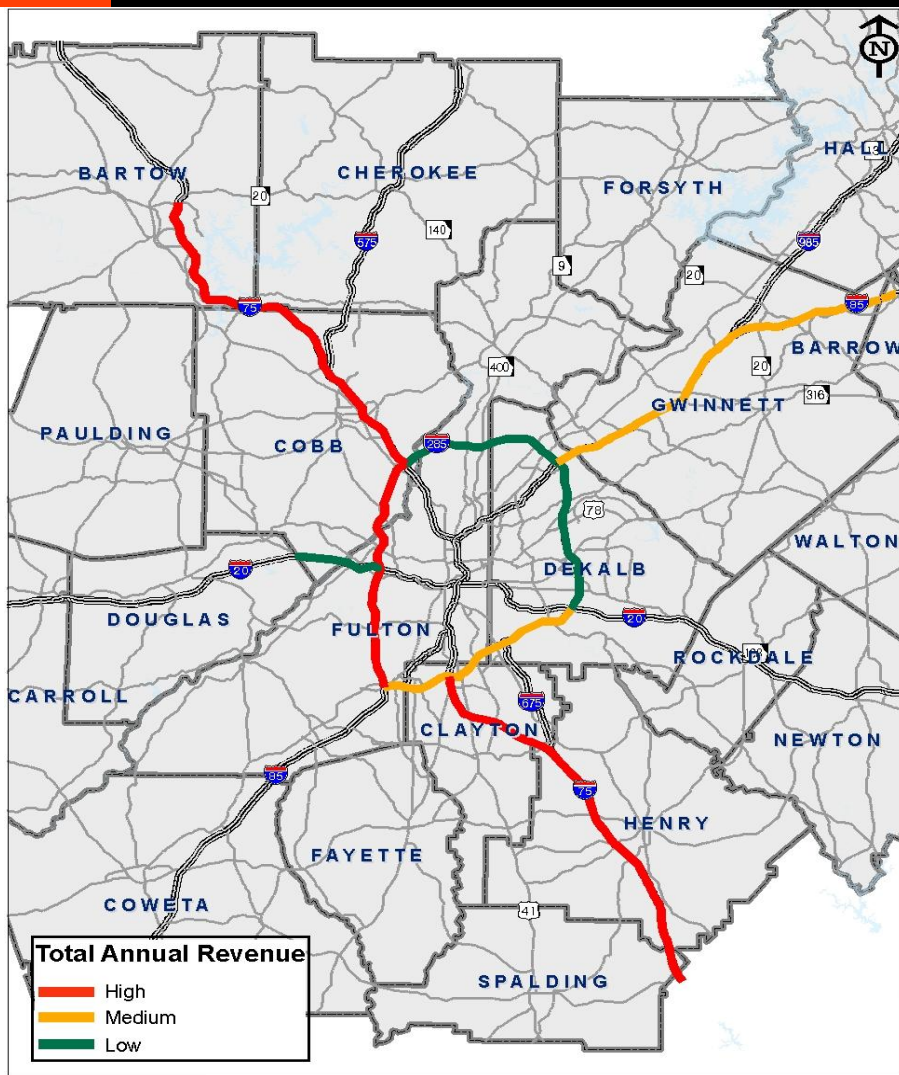 N
HALL
13
BARTOW
CHEROKEE
FORSYTH
20
140
575
985
9
20
75
85
BARROW
400
20
316
GWINNETT
PAULDING
COBB
285
78
WALTON
20
DEKALB
DOUGLAS
20
FULTON
ROCKDALE
CARROLL
675
CLAYTON
NEWTON
85
75
HENRY
FAYETTE
COWETA
41
SPALDING
Total Annual Revenue
High
Medium
Low